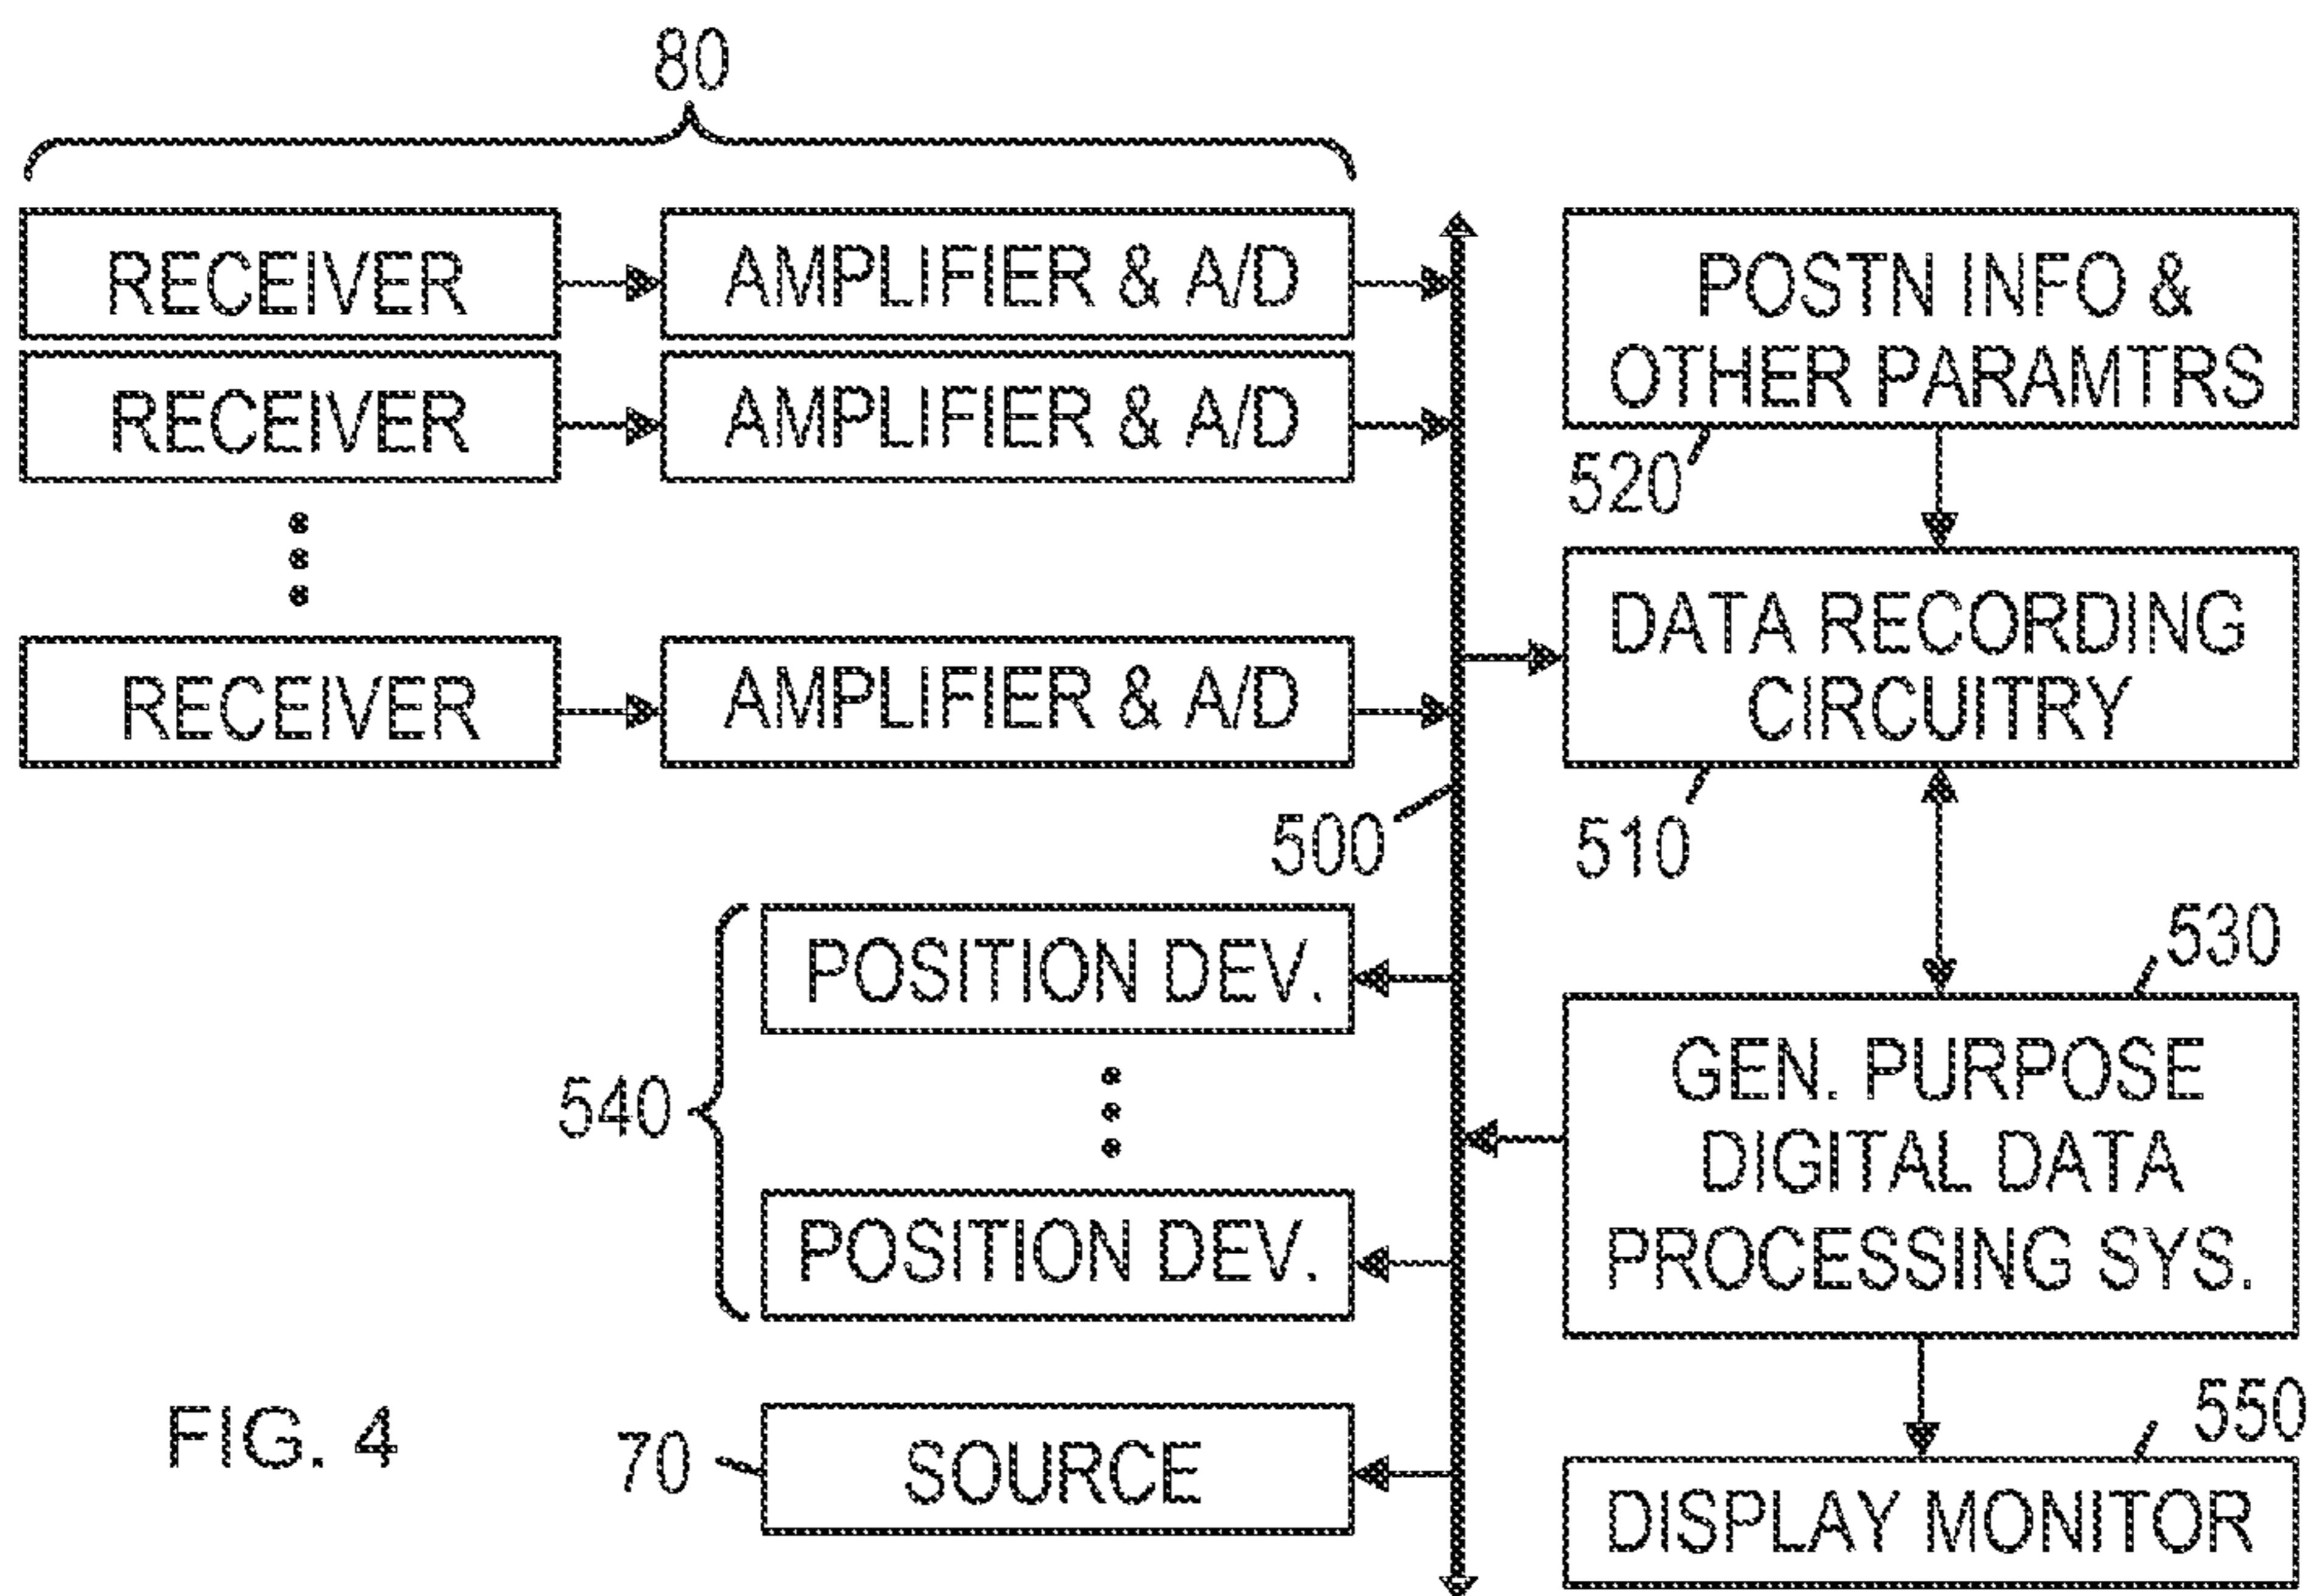 80
RECEIVER
AMPLIFIER & A/D
POSTN INFO &
OTHER PARAMTRS
RECEIVER
AMPLIFIER & A/D
520
RECEIVER
AMPLIFIER & A/D
DATA RECORDING
CIRCUITRY
500
510
POSITION DEV.
530
540
GEN. PURPOSE
DIGITAL DATA
PROCESSING SYS.
POSITION DEV.
FIG. 4
70
SOURCE
550
DISPLAY MONITOR